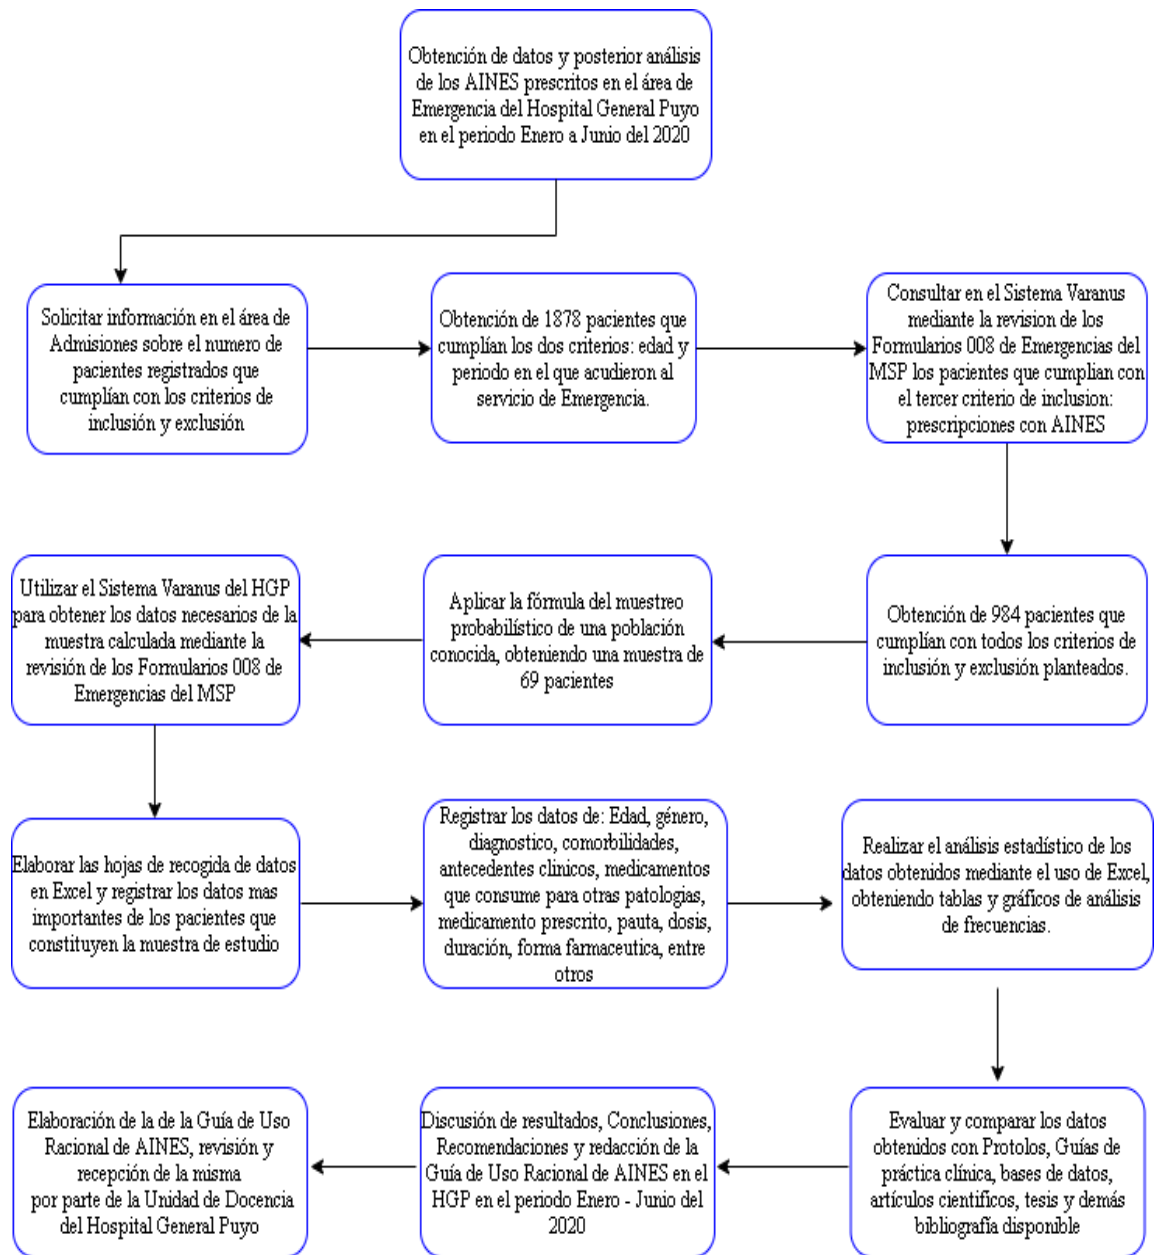 Obtención de datos y posterior análisis
de los AINES prescritos en el área de
Emergencia del Hospital General Puyo
en el periodo Enero a Junio del 2020
Solicitar información en el área de
Admisiones sobre el numero de
pacientes registrados que
cumplían con los criterios de
inclusión y exclusión
Obtención de 1878 pacientes que
cumplían los dos criterios: edad y
periodo en el que acudieron al
servicio de Emergencia.
Consultar en el Sistema Varanus
mediante la revision de los
Formularios 008 de Emergencias del
MSP los pacientes que cumplian con
el tercer criterio de inclusion:
prescripciones con AINES
Obtención de 984 pacientes que
cumplían con todos los criterios de
inclusión y exclusión planteados.
Aplicar la fórmula del muestreo
probabilístico de una población
conocida, obteniendo una muestra de
69 pacientes
Utilizar el Sistema Varanus del HGP
para obtener los datos necesarios de la
muestra calculada mediante la
revisión de los Formularios 008 de
Emergencias del MSP
Elaborar las hojas de recogida de datos
en Excel y registrar los datos mas
importantes de los pacientes que
constituyen la muestra de estudio
Registrar los datos de: Edad, género,
diagnostico, comorbilidades,
antecedentes clinicos, medicamentos
que consume para otras patologias,
medicamento prescrito, pauta, dosis,
duración, forma farmaceutica, entre
otros
Realizar el análisis estadístico de los
datos obtenidos mediante el uso de Excel,
obteniendo tablas y gráficos de análisis
de frecuencias.
Evaluar y comparar los datos
obtenidos con Protolos, Guías de
práctica clínica, bases de datos,
artículos cientificos, tesis y demás
bibliografía disponible
Discusión de resultados, Conclusiones,
Recomendaciones y redacción de la
Guía de Uso Racional de AINES en el
HGP en el periodo Enero - Junio del
2020
Elaboración de la de la Guía de Uso
Racional de AINES, revisión y
recepción de la misma
por parte de la Unidad de Docencia
del Hospital General Puyo